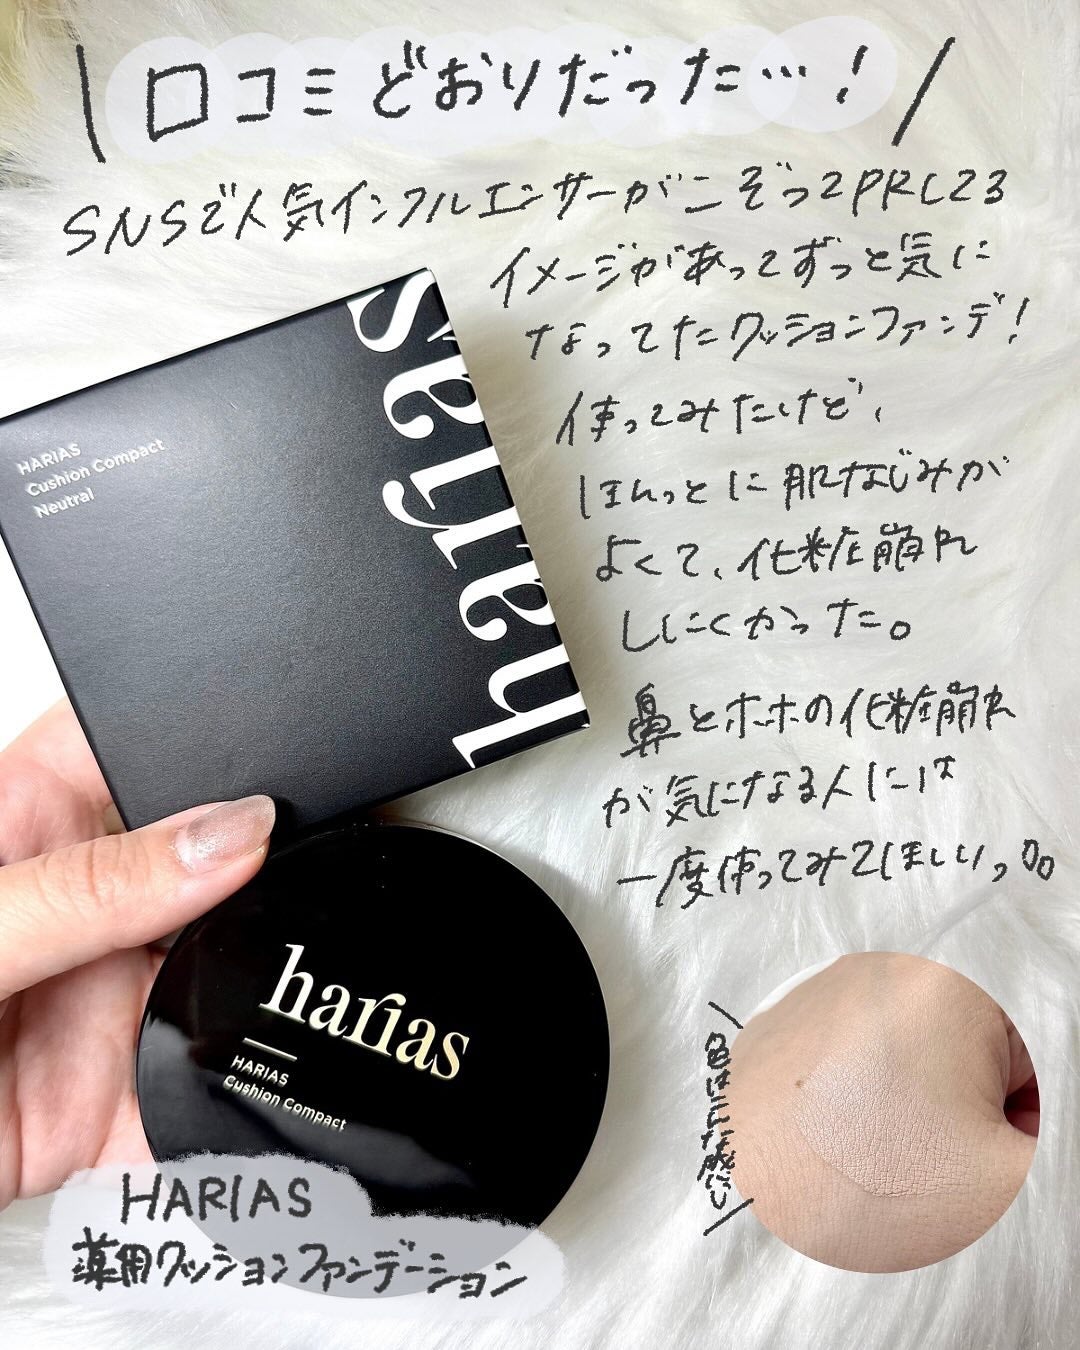 口コミどおりだった…!
SNSで人気インフルエンサーがこぞってPRしてる
イメージがあってずっと気に
なってたクッションファンデ!
使ってみたけど、
ほんっとに肌なじみが
よくて、化粧崩れ
しにくかった。
鼻とホホの化粧崩れ
が気になる人には
一度使ってみてほしいっ。
harias
HARIAS
Cushion Compact
Neutral
harias
HARIAS
Cushion Compact
HARIAS
薬用クッションファンデーション